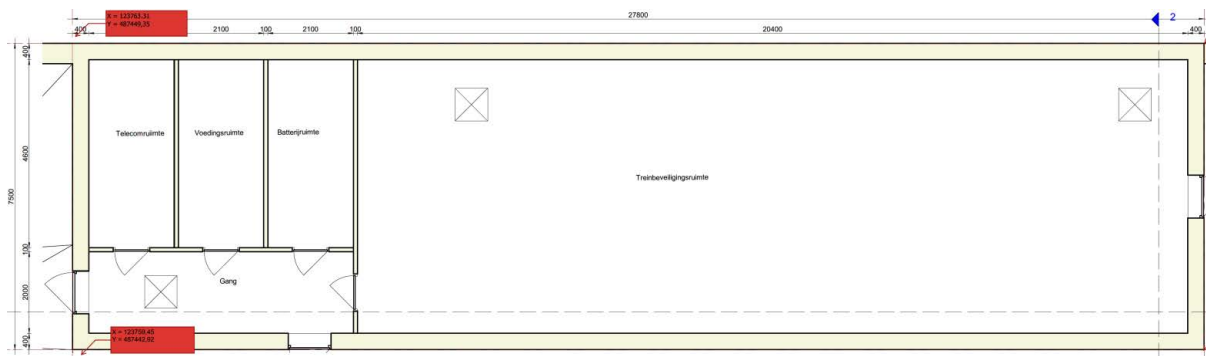 X = 123763,31
Y = 487449,35
27800
2
400
2100
100
2100
100
20400
400
400
4600
7500
100
2000
400
Telecomruimte
Voedingsruimte
Batterijruimte
Treinbeveiligingsruimte
Gang
X = 123759,45
Y = 487442,92